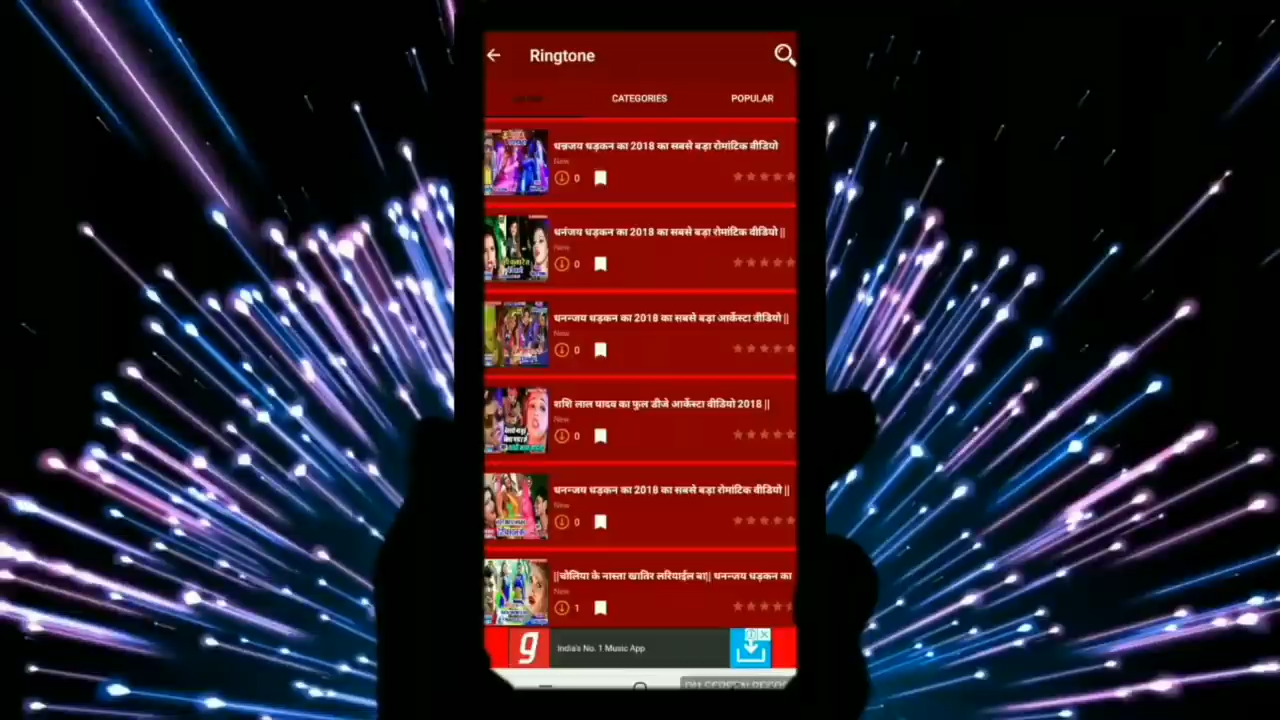 Ringtone
CATEGORIES
POPULAR
धन्नजय धड़कन का 2018 का सबसे बड़ा रोमांटिक वीडियो
New
0
धनंजय धड़कन का 2018 का सबसे बड़ा रोमांटिक वीडियो ||
New
0
धनन्जय धड़कन का 2018 का सबसे बड़ा आर्केस्टा वीडियो ||
New
0
शशि लाल यादव का फुल डीजे आर्केस्टा वीडियो 2018 ||
New
0
धनन्जय धड़कन का 2018 का सबसे बड़ा रोमांटिक वीडियो ||
New
0
||चोलिया के नास्ता खातिर लरियाईल बा|| धनन्जय धड़कन का
New
1
g
India's No. 1 Music App